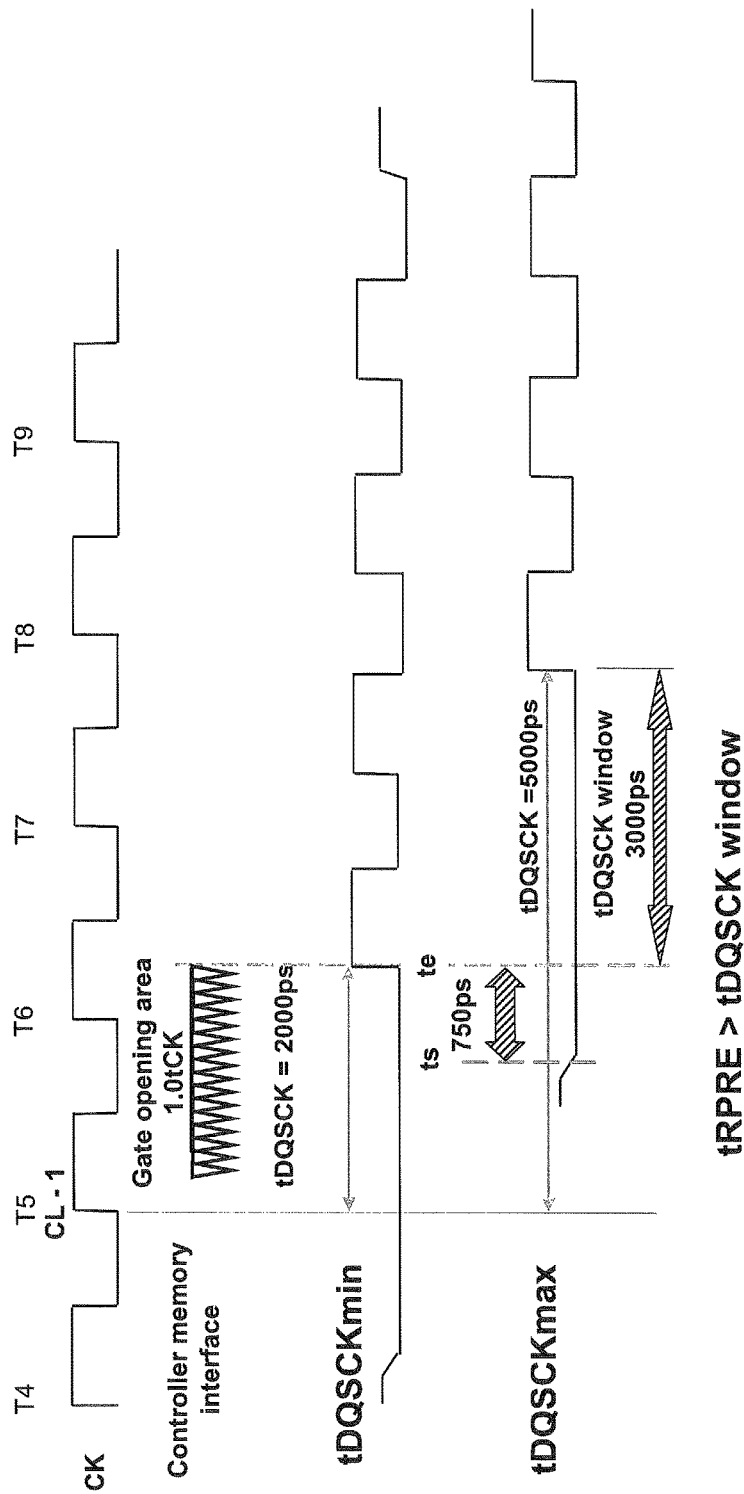 T4
T5
T6
T7
T8
T9
CL - 1
CK
Controller memory
interface
Gate opening area
1.0tCK
tDQSCK = 2000ps
tDQSCKmin
ts
te
750ps
tDQSCK =5000ps
tDQSCKmax
tDQSCK window
3000ps
tRPRE > tDQSCK window